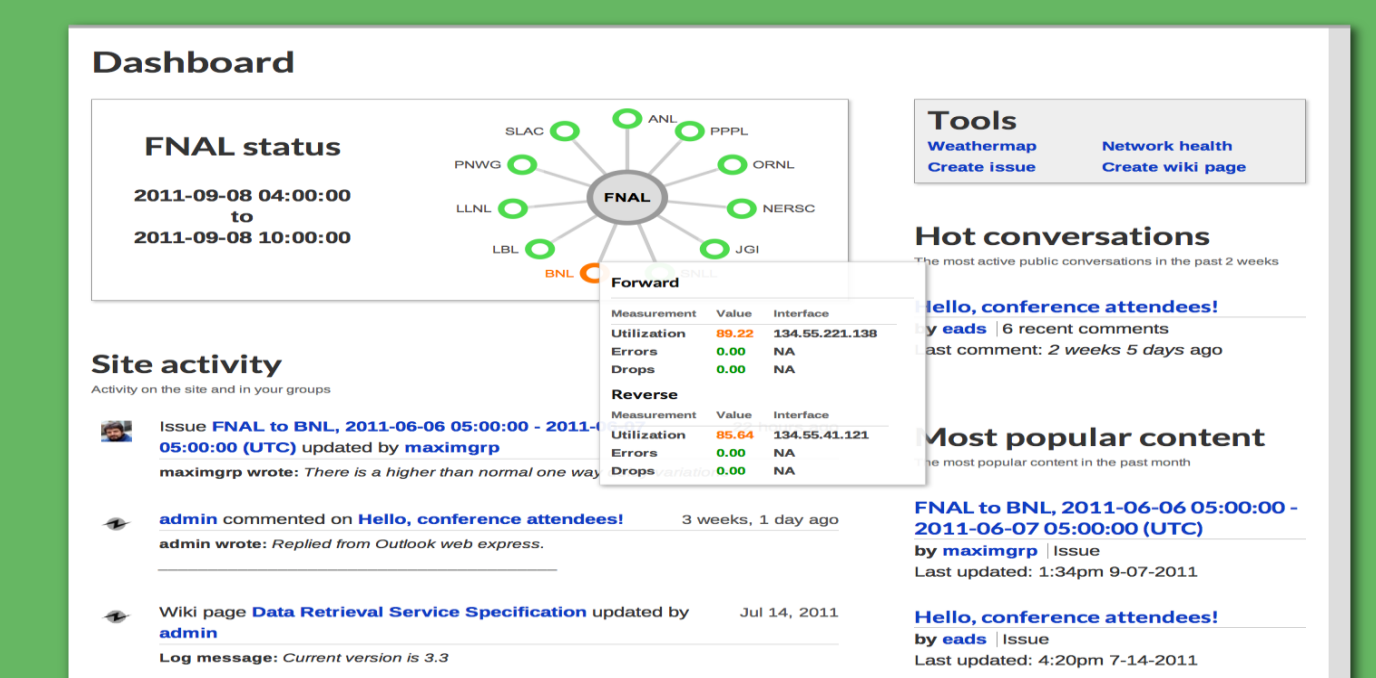 Dashboard
FNAL status
2011-09-08 04:00:00
to
2011-09-08 10:00:00
ANL
SLAC
PPPL
PNWG
ORNL
FNAL
LLNL
NERSC
LBL
JGI
BNL
SNLL
Forward
Measurement Value Interface
Utilization 89.22 134.55.221.138
Errors 0.00 NA
Drops 0.00 NA
Reverse
Measurement Value Interface
Utilization 85.64 134.55.41.121
Errors 0.00 NA
Drops 0.00 NA
Site activity
Activity on the site and in your groups
Issue FNAL to BNL, 2011-06-06 05:00:00 - 2011-06-07
05:00:00 (UTC) updated by maximgrp
maximgrp wrote: There is a higher than normal one way
admin commented on Hello, conference attendees! 3 weeks, 1 day ago
admin wrote: Replied from Outlook web express.
Wiki page Data Retrieval Service Specification updated by Jul 14, 2011
admin
Log message: Current version is 3.3
Tools
Weathermap Network health
Create issue Create wiki page
Hot conversations
The most active public conversations in the past 2 weeks
Hello, conference attendees!
by eads | 6 recent comments
Last comment: 2 weeks 5 days ago
Most popular content
The most popular content in the past month
FNAL to BNL, 2011-06-06 05:00:00 -
2011-06-07 05:00:00 (UTC)
by maximgrp | Issue
Last updated: 1:34pm 9-07-2011
Hello, conference attendees!
by eads | Issue
Last updated: 4:20pm 7-14-2011